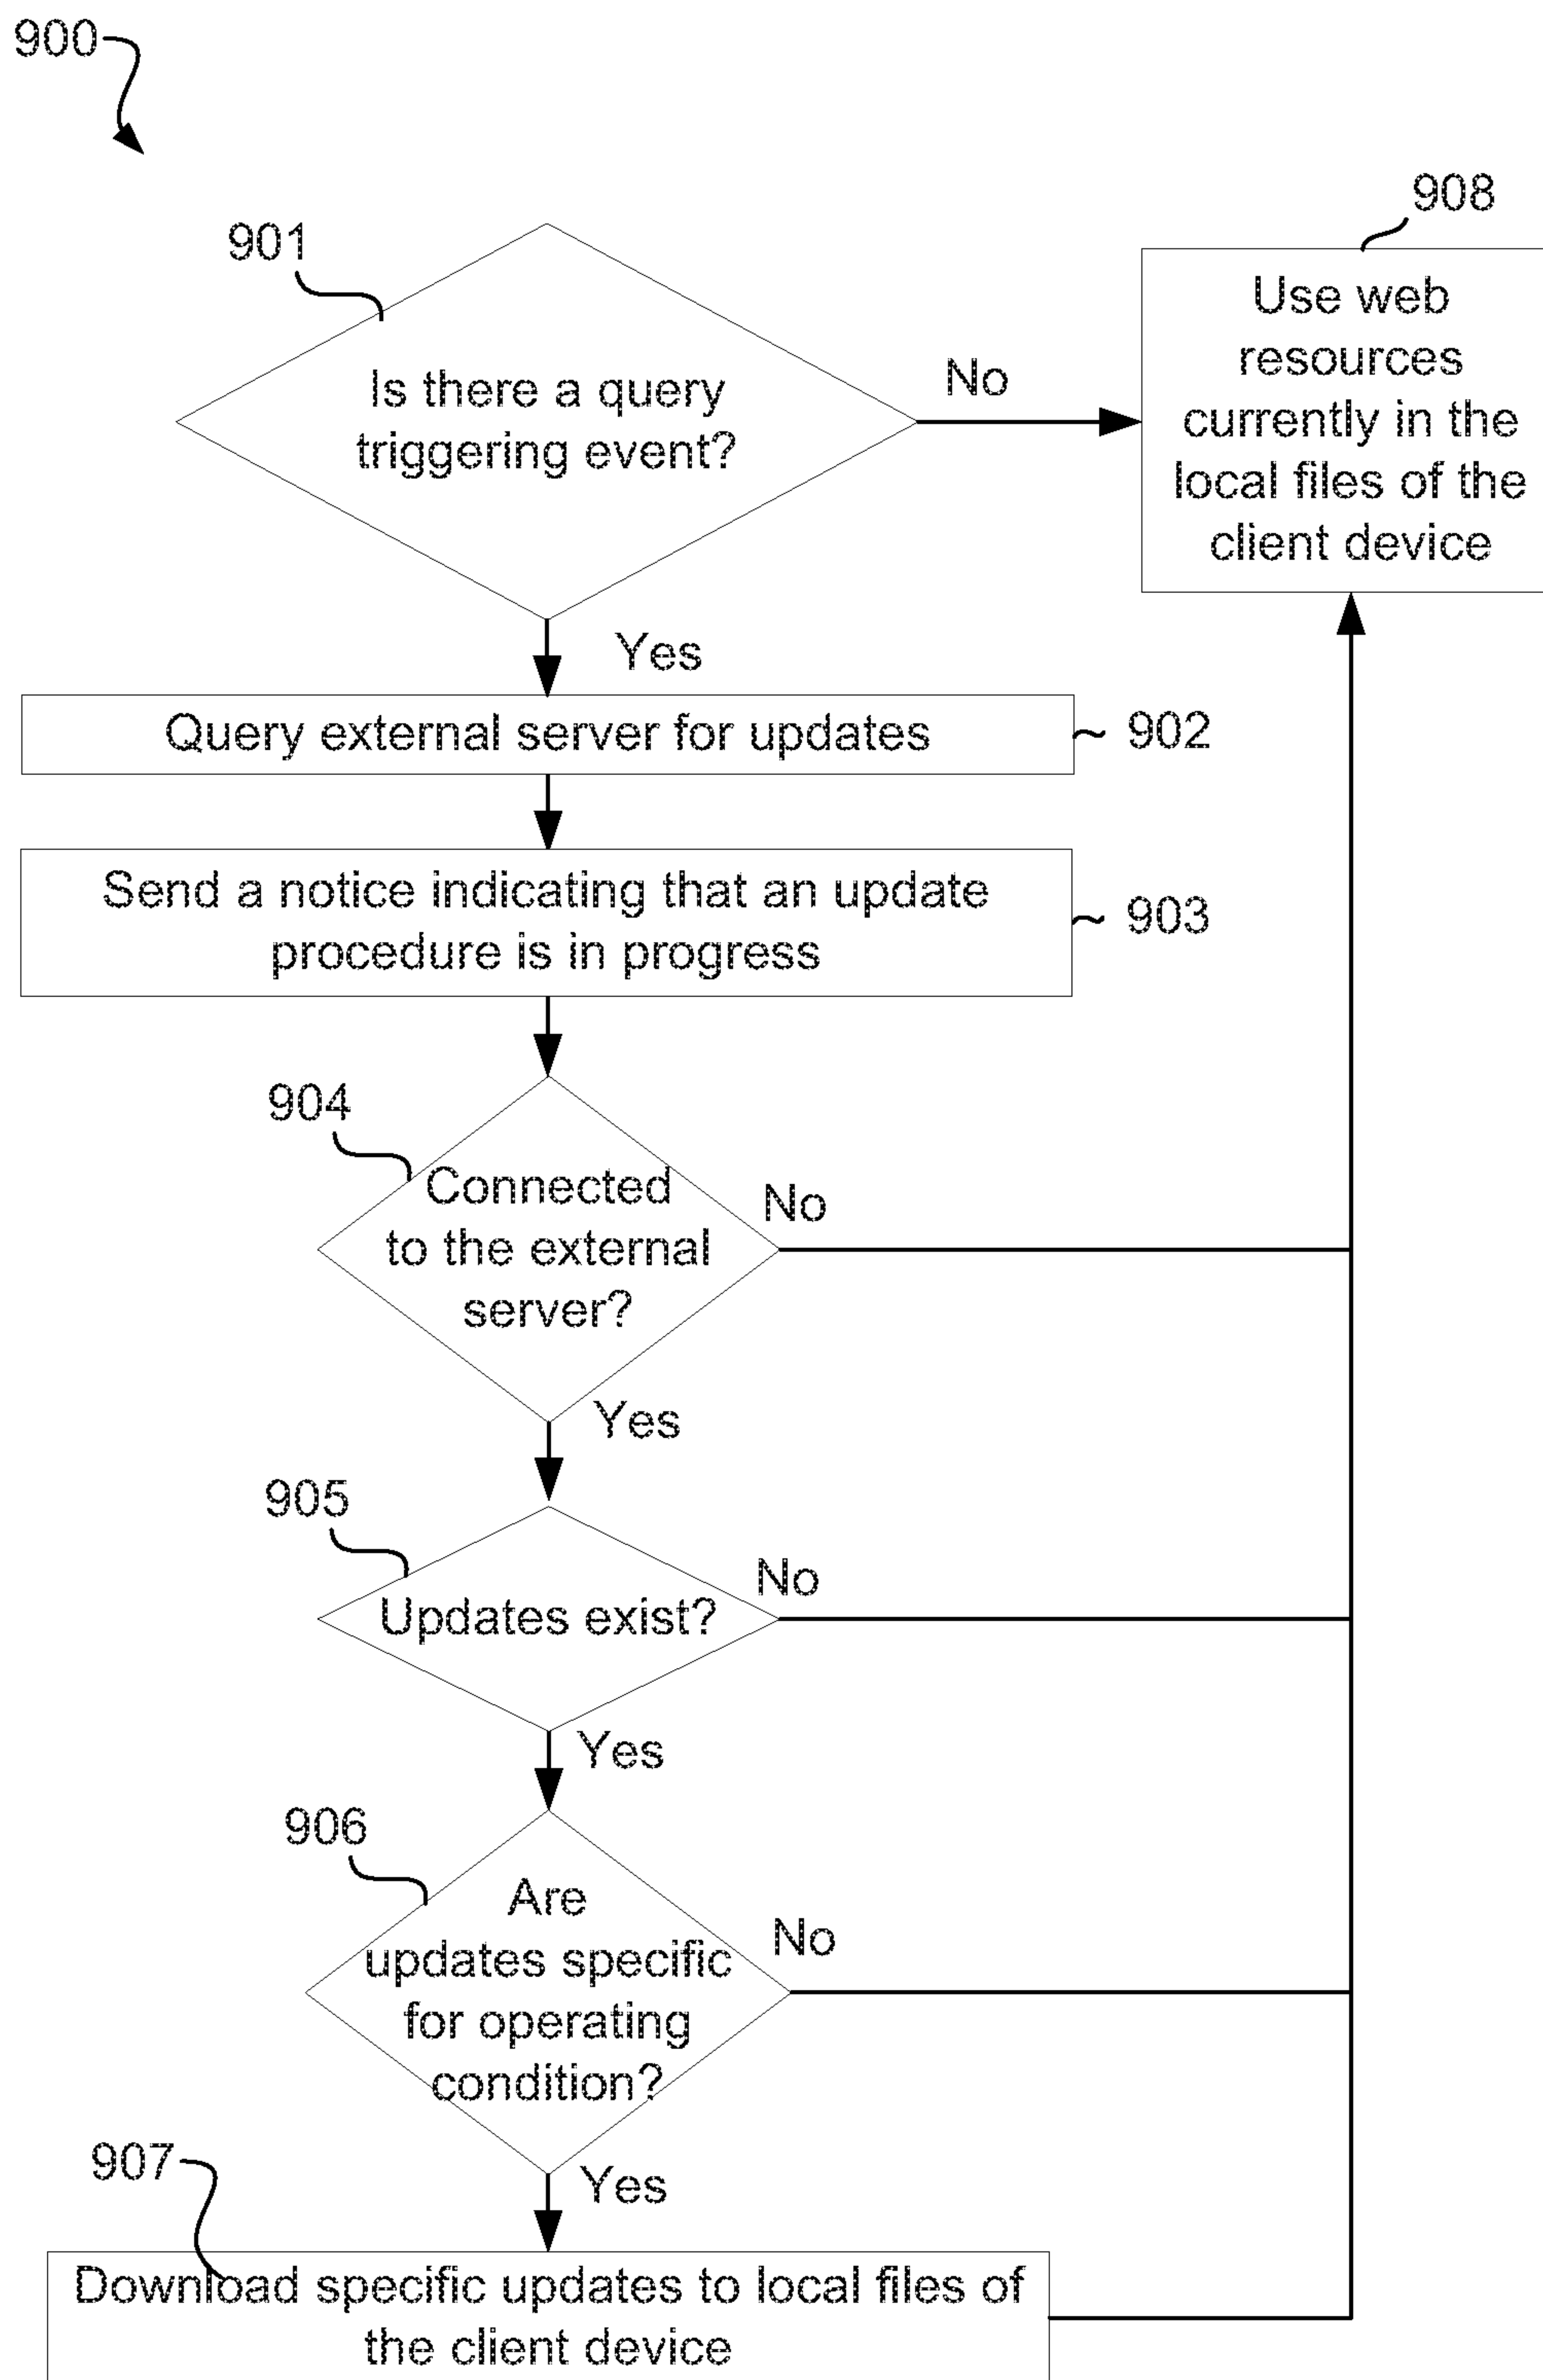 900
901
Is there a query
triggering event?
No
908
Use web
resources
currently in the
local files of the
client device
Yes
Query external server for updates
902
Send a notice indicating that an update
procedure is in progress
903
904
Connected
to the external
server?
No
Yes
905
Updates exist?
No
Yes
906
Are
updates specific
for operating
condition?
No
Yes
907
Download specific updates to local files of
the client device